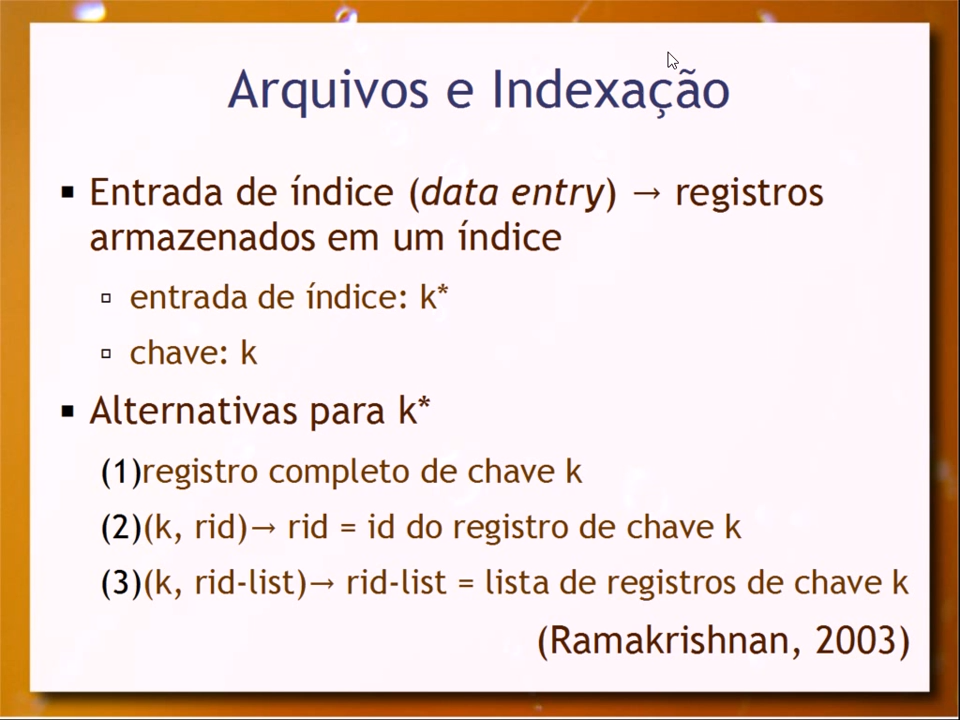 Arquivos e Indexação
▪ Entrada de índice (data entry) → registros
armazenados em um índice
▫ entrada de índice: k*
▫ chave: k
▪ Alternativas para k*
(1)registro completo de chave k
(2)(k, rid)→ rid = id do registro de chave k
(3)(k, rid-list)→ rid-list = lista de registros de chave k
(Ramakrishnan, 2003)